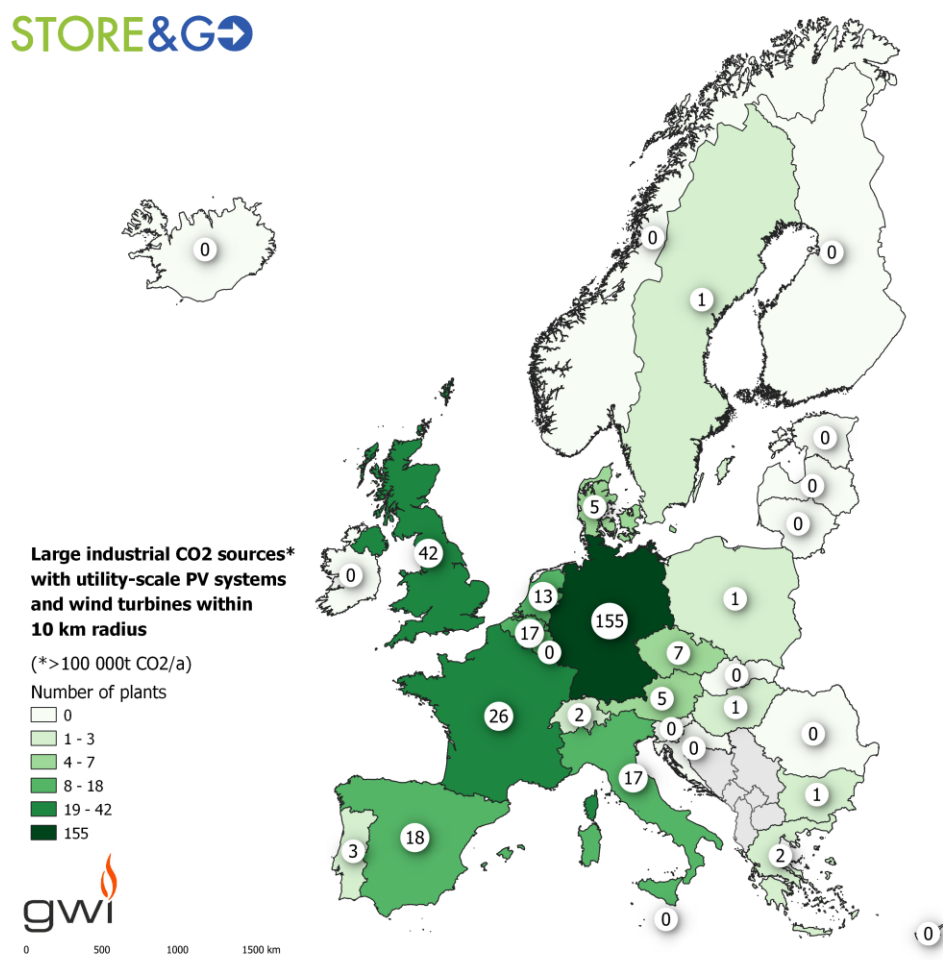 STORE&GO
0
0
0
1
0
0
0
5
42
0
13
1
155
17
7
0
0
5
1
2
26
0
0
0
17
1
18
3
2
0
0
Large industrial CO2 sources*
with utility-scale PV systems
and wind turbines within
10 km radius
(*>100 000t CO2/a)
Number of plants
0
1 - 3
4 - 7
8 - 18
19 - 42
155
gwi
0 500 1000 1500 km